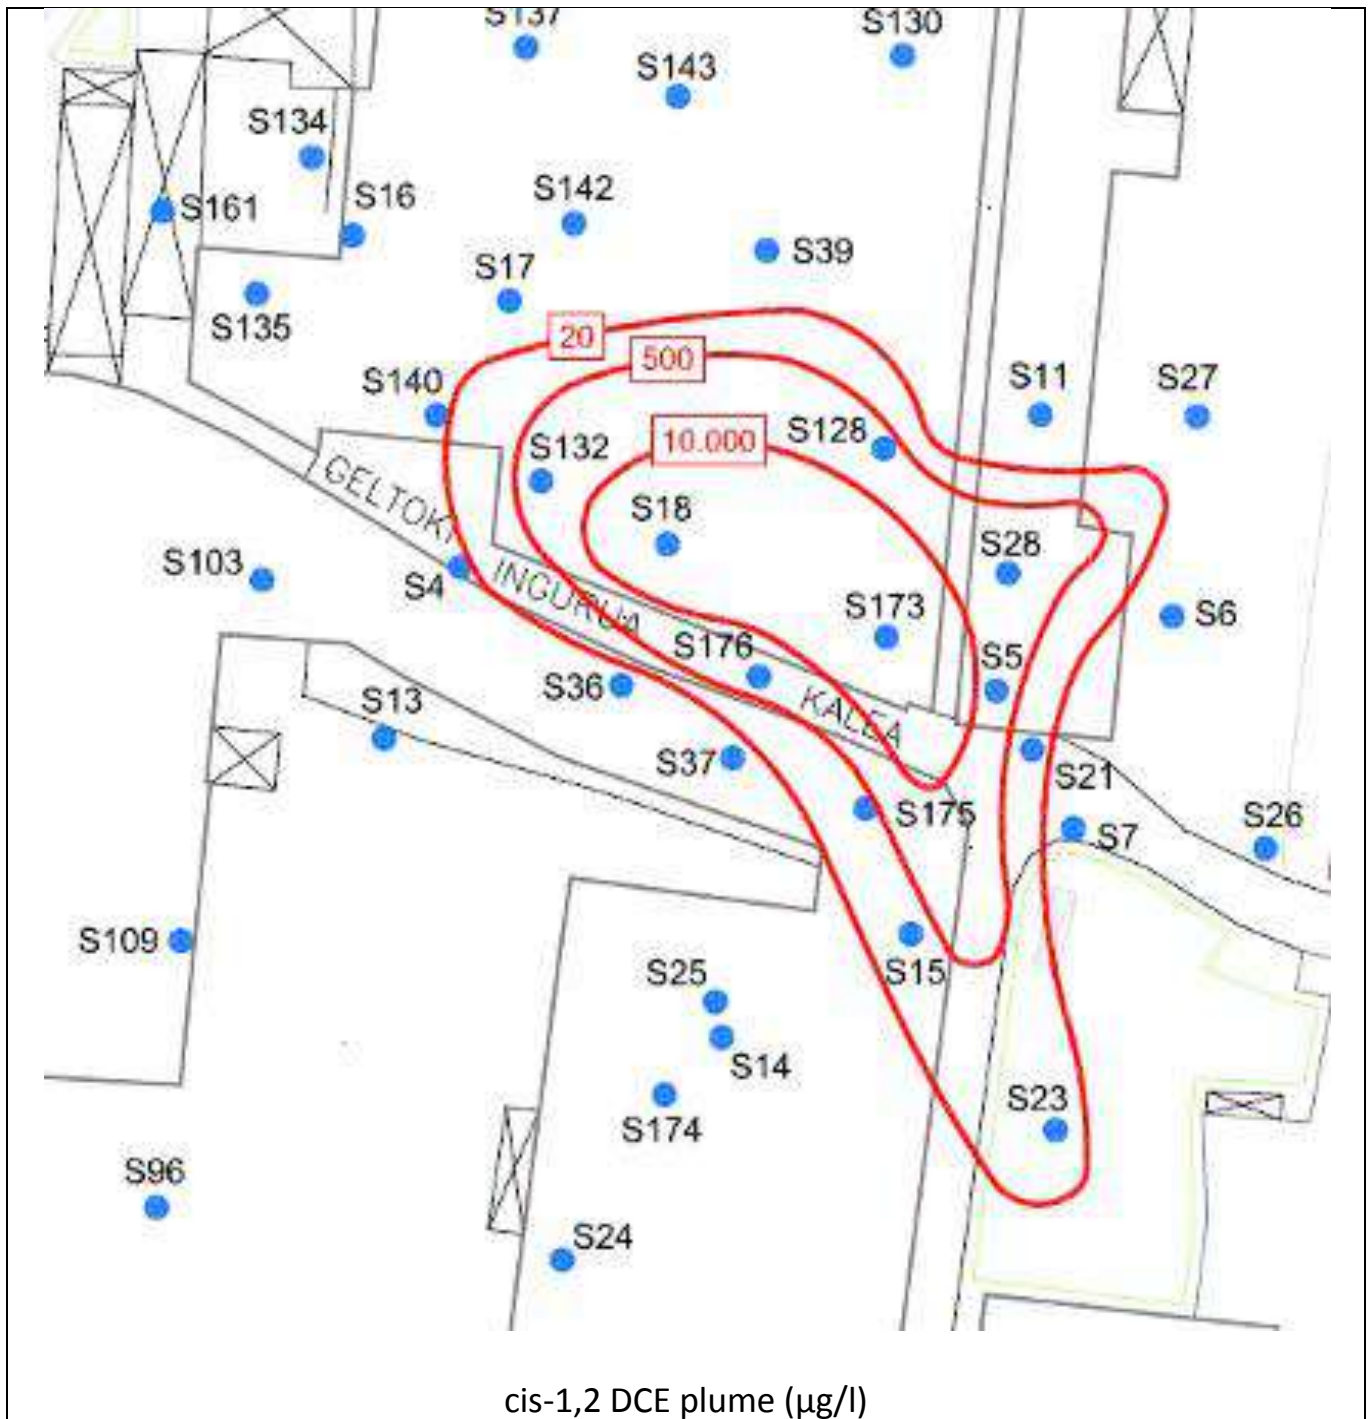 S137
S130
S143
S134
S142
S16
S161
S39
S17
S135
20
500
S140
S11
S27
10.000
S128
S132
GELTOKI
S18
S28
S103
S4
INGURUA
S173
S6
S176
S5
S36
S13
KALEA
S37
S21
S175
S7
S26
S109
S15
S25
S14
S23
S174
S96
S24
cis-1,2 DCE plume (µg/l)